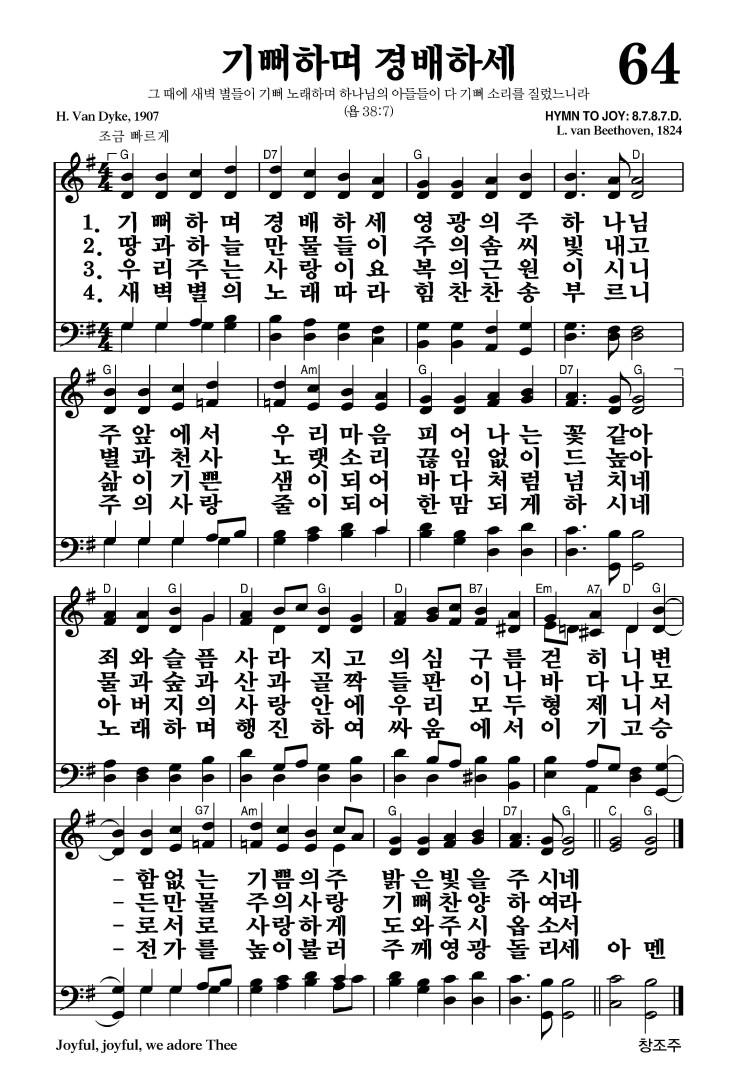 기뻐하며 경배하세
64
그 때에 새벽 별들이 기뻐 노래하며 하나님의 아들들이 다 기뻐 소리를 질렀느니라
(욥 38:7)
H. Van Dyke, 1907
HYMN TO JOY: 8.7.8.7.D.
조금 빠르게
L. van Beethoven, 1824
G D7 G D
1. 기 뻐 하 며 경 배 하 세 영 광 의 주 하 나님
2. 땅 과 하 늘 만 물 들 이 주 의 솜 씨 빛 내고
3. 우 리 주 는 사 랑 이 요 복 의 근 원 이 시니
4. 새 벽 별 의 노 래 따 라 힘 찬 찬 송 부 르니
G Am G D7 G
주 앞 에 서 우 리 마 음 피 어 나 는 꽃 같아
별 과 천 사 노 랫 소 리 끊 임 없 이 드 높아
삶 이 기 쁜 샘 이 되 어 바 다 처 럼 넘 치네
주 의 사 랑 줄 이 되 어 한 맘 되 게 하 시네
D G D G D B7 Em A7 D G
죄 와 슬 픔 사 라 지 고 의 심 구 름 걷 히 니 변
물 과 숲 과 산 과 골 짝 들 판 이 나 바 다 나 모
아 버 지 의 사 랑 안 에 우 리 모 두 형 제 니 서
노 래 하 며 행 진 하 여 싸 움 에 서 이 기 고 승
G7 Am G D7 G C G
- 함 없 는 기 쁨 의 주 밝 은 빛 을 주 시네
- 든 만 물 주 의 사 랑 기 뻐 찬 양 하 여라
- 로 서 로 사 랑 하 게 도 와 주 시 옵 소서
- 전 가 를 높 이 불 러 주 께 영 광 돌 리세 아 멘
Joyful, joyful, we adore Thee
창조주